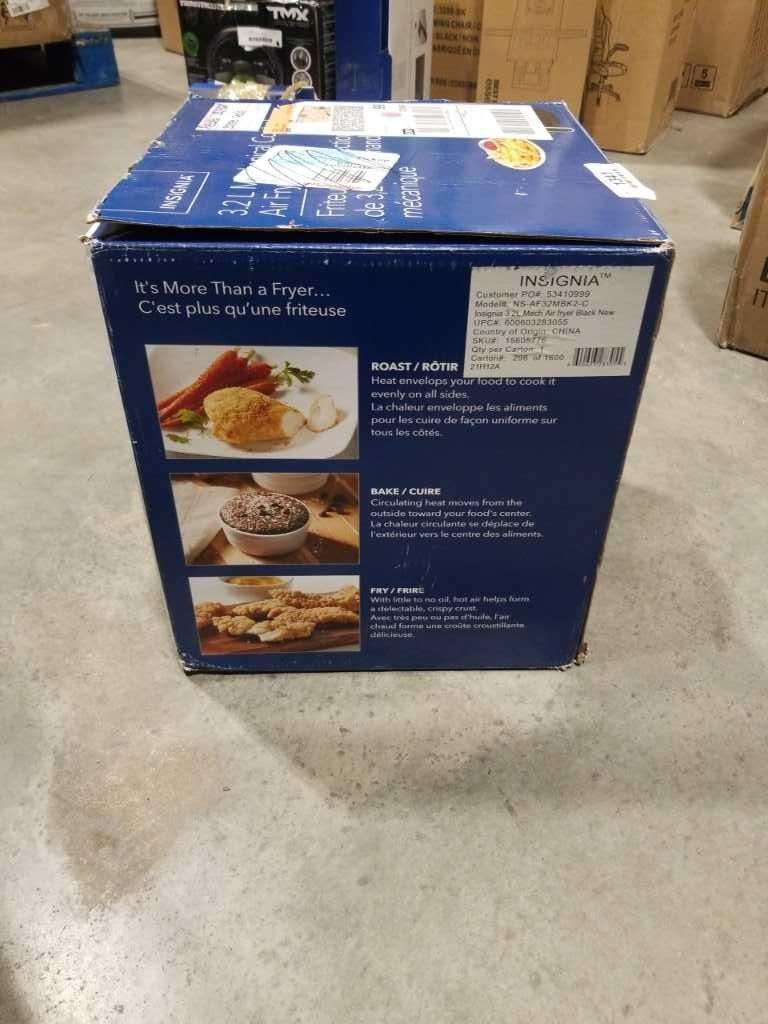 TMX
5
INSIGNIA
3.2 L M
Air Fr
Frite
de 3,2
mécanique
It's More Than a Fryer...
C'est plus qu'une friteuse
INSIGNIA™
Customer PO#: 53410999
Model#: NS-AF32MBK2-C
Insignia 3.2L Mech Air fryer Black New
UPC#: 600603283055
Country of Origin: CHINA
SKU#: 15605776
Qty per Carton: 1
Carton#: 298 of 1600
21R12A
ROAST / RÔTIR
Heat envelops your food to cook it
evenly on all sides.
La chaleur enveloppe les aliments
pour les cuire de façon uniforme sur
tous les côtés.
BAKE / CUIRE
Circulating heat moves from the
outside toward your food's center.
La chaleur circulante se déplace de
l'extérieur vers le centre des aliments.
FRY / FRIRE
With little to no oil, hot air helps form
a delectable, crispy crust.
Avec très peu ou pas d'huile, l'air
chaud forme une croûte croustillante
délicieuse.